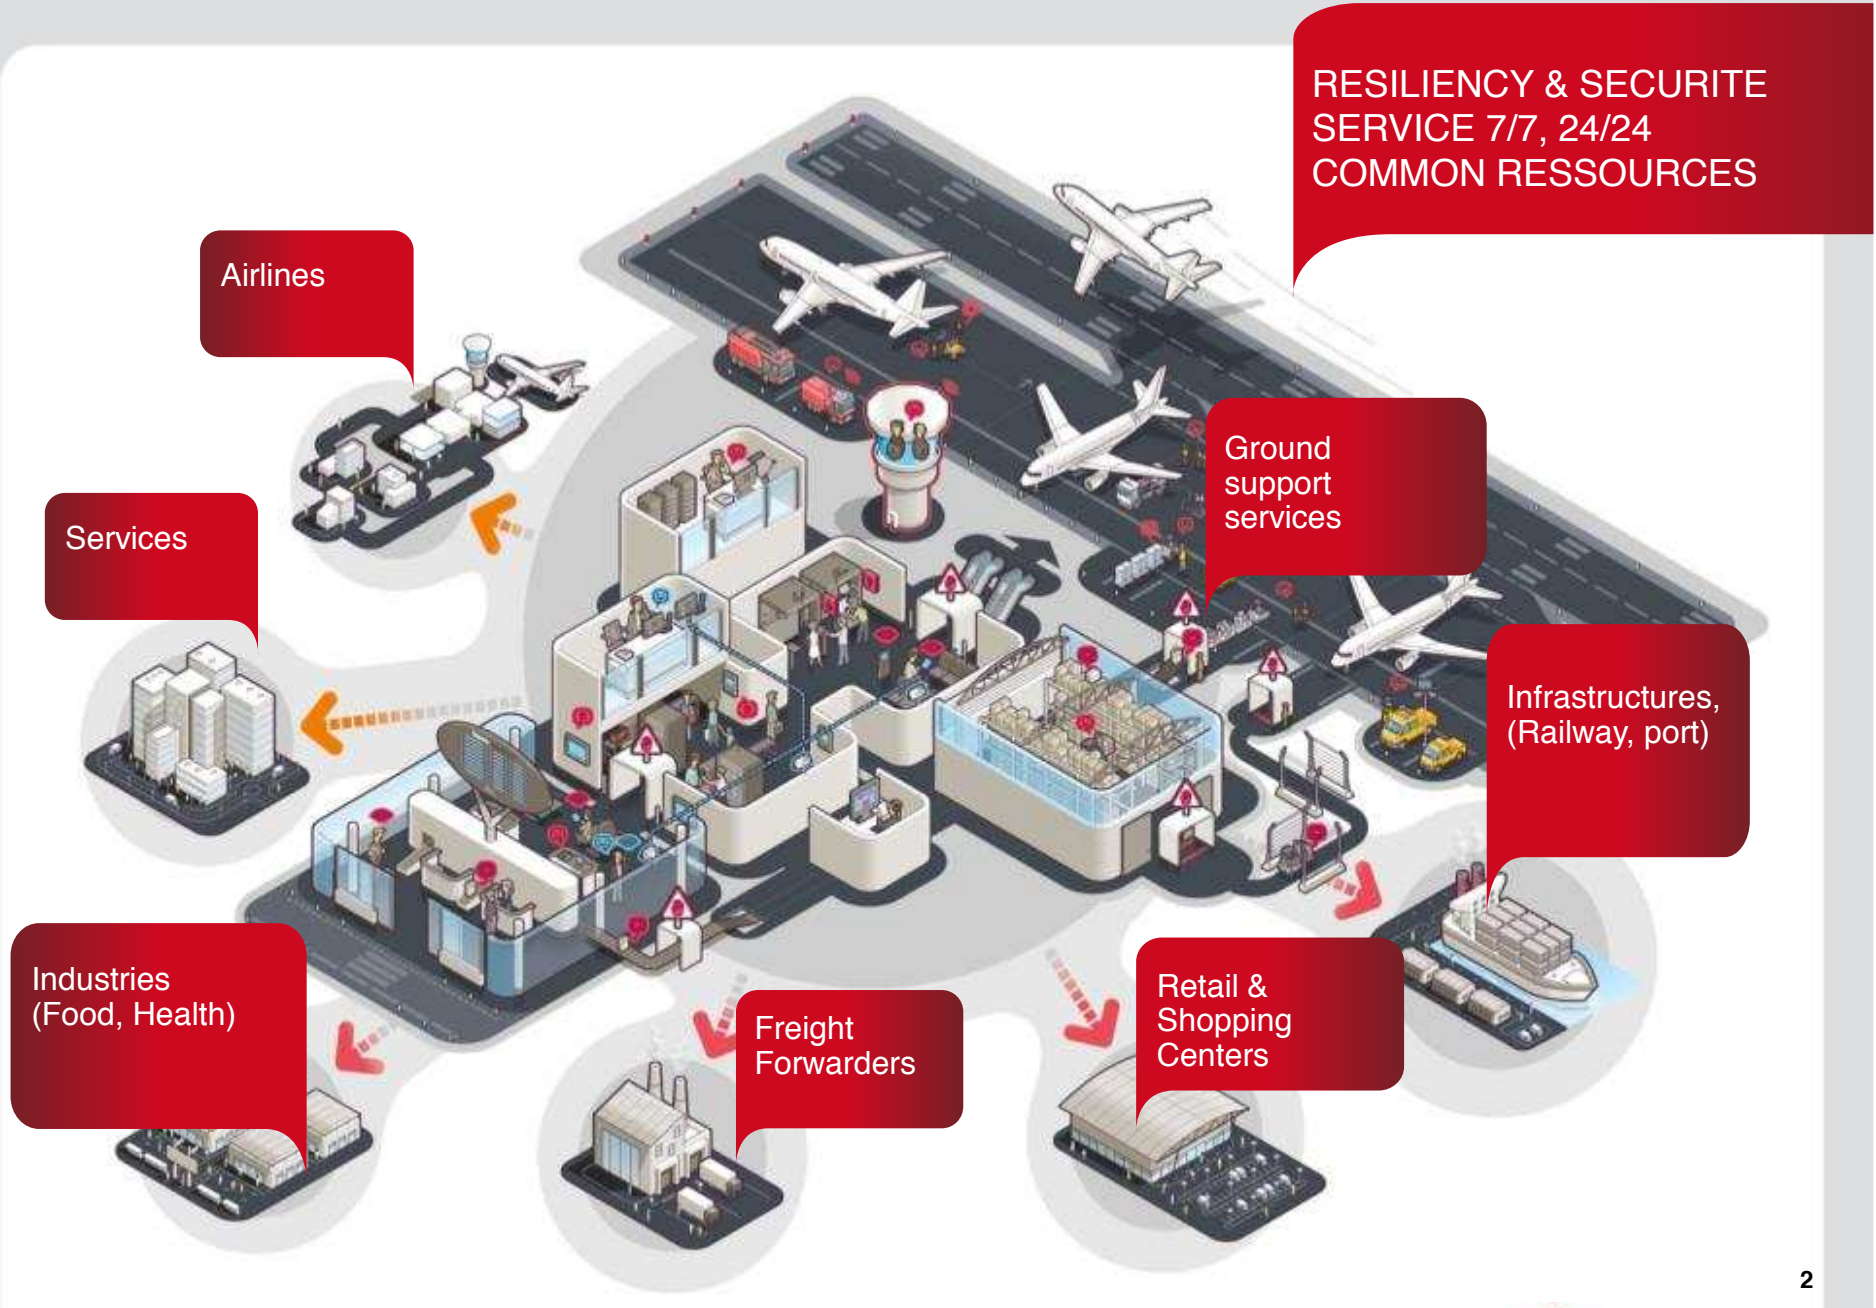 RESILIENCY & SECURITE
SERVICE 7/7, 24/24
COMMON RESSOURCES
Airlines
Ground
support
services
Services
Infrastructures,
(Railway, port)
Industries
(Food, Health)
Retail &
Shopping
Centers
Freight
Forwarders
2